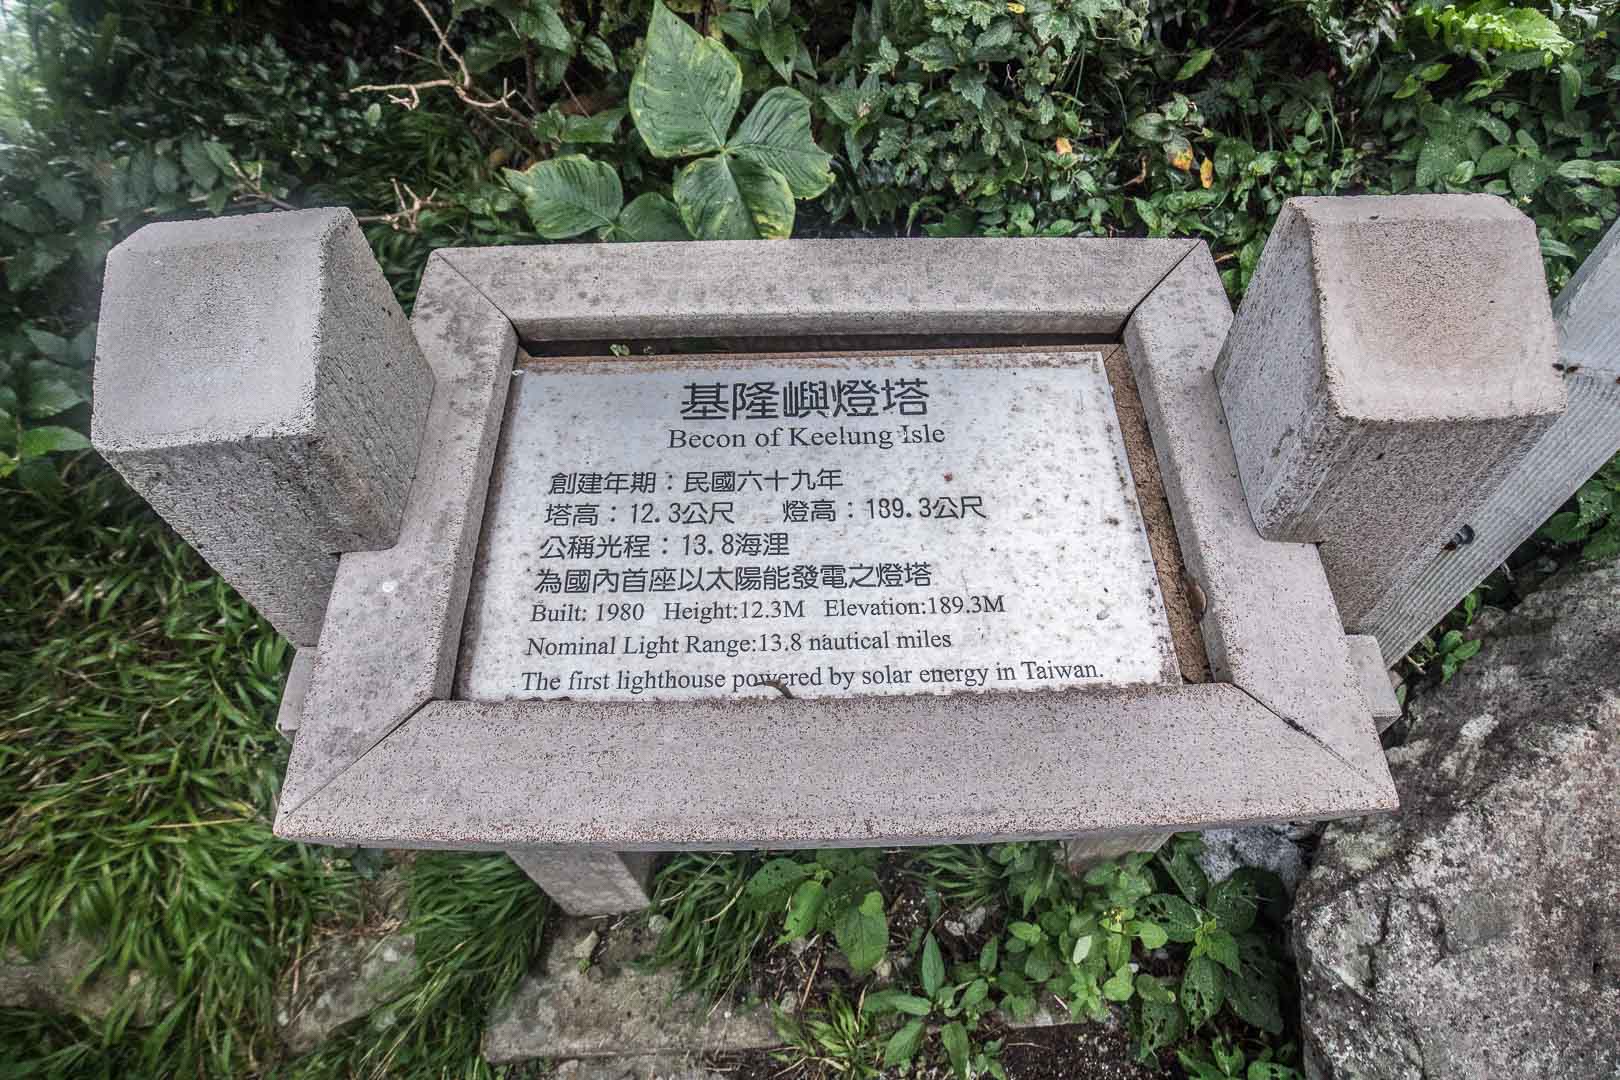 基隆嶼燈塔
Becon of Keelung Isle
創建年期：民國六十九年
塔高：12.3公尺　燈高：189.3公尺
公稱光程：13.8海浬
為國內首座以太陽能發電之燈塔
Built: 1980 Height:12.3M Elevation:189.3M
Nominal Light Range:13.8 nautical miles
The first lighthouse powered by solar energy in Taiwan.